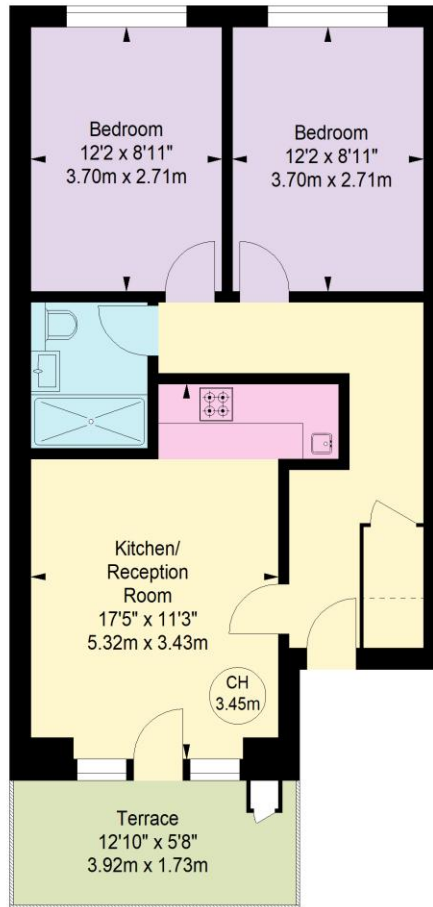 Bedroom
12'2 x 8'11"
3.70m x 2.71m
Bedroom
12'2 x 8'11"
3.70m x 2.71m
Kitchen/
Reception
Room
17'5" x 11'3"
5.32m x 3.43m
CH
3.45m
Terrace
12'10" x 5'8"
3.92m x 1.73m